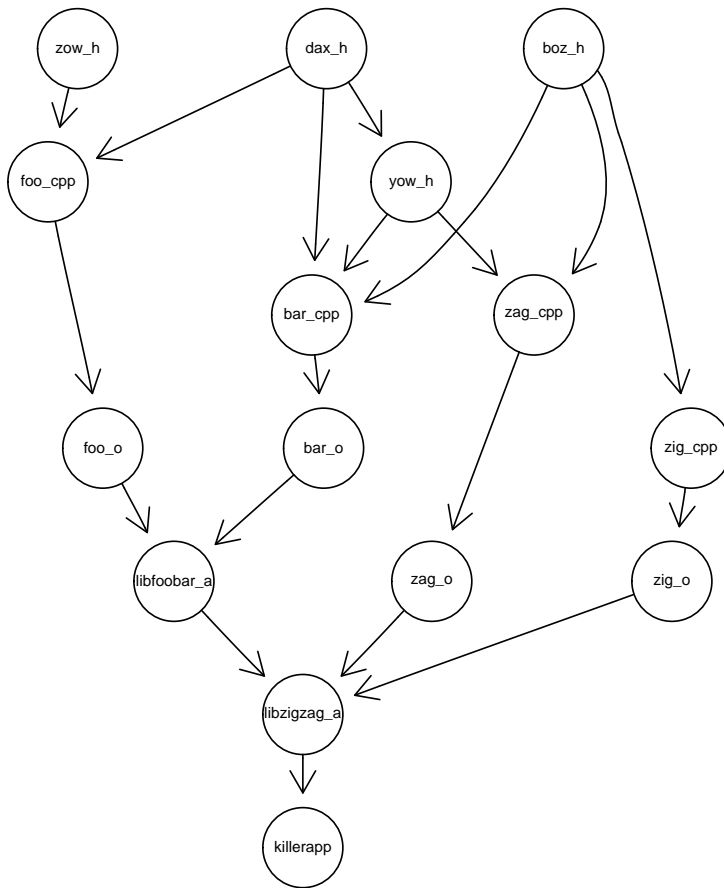 zow_h
dax_h
boz_h
foo_cpp
yow_h
bar_cpp
zag_cpp
foo_o
bar_o
zig_cpp
libfoobar_a
zag_o
zig_o
libzigzag_a
killerapp